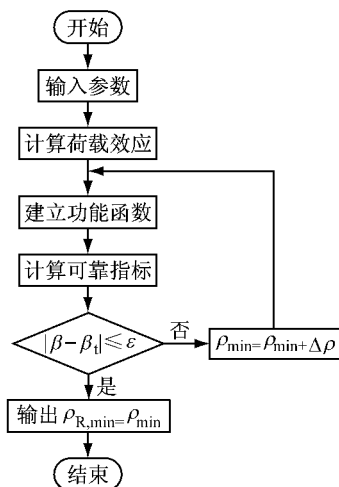 开始
输入参数
计算荷载效应
建立功能函数
计算可靠指标
|β−βt|≤ε
否
ρmin=ρmin+Δρ
是
输出ρR,min=ρmin
结束